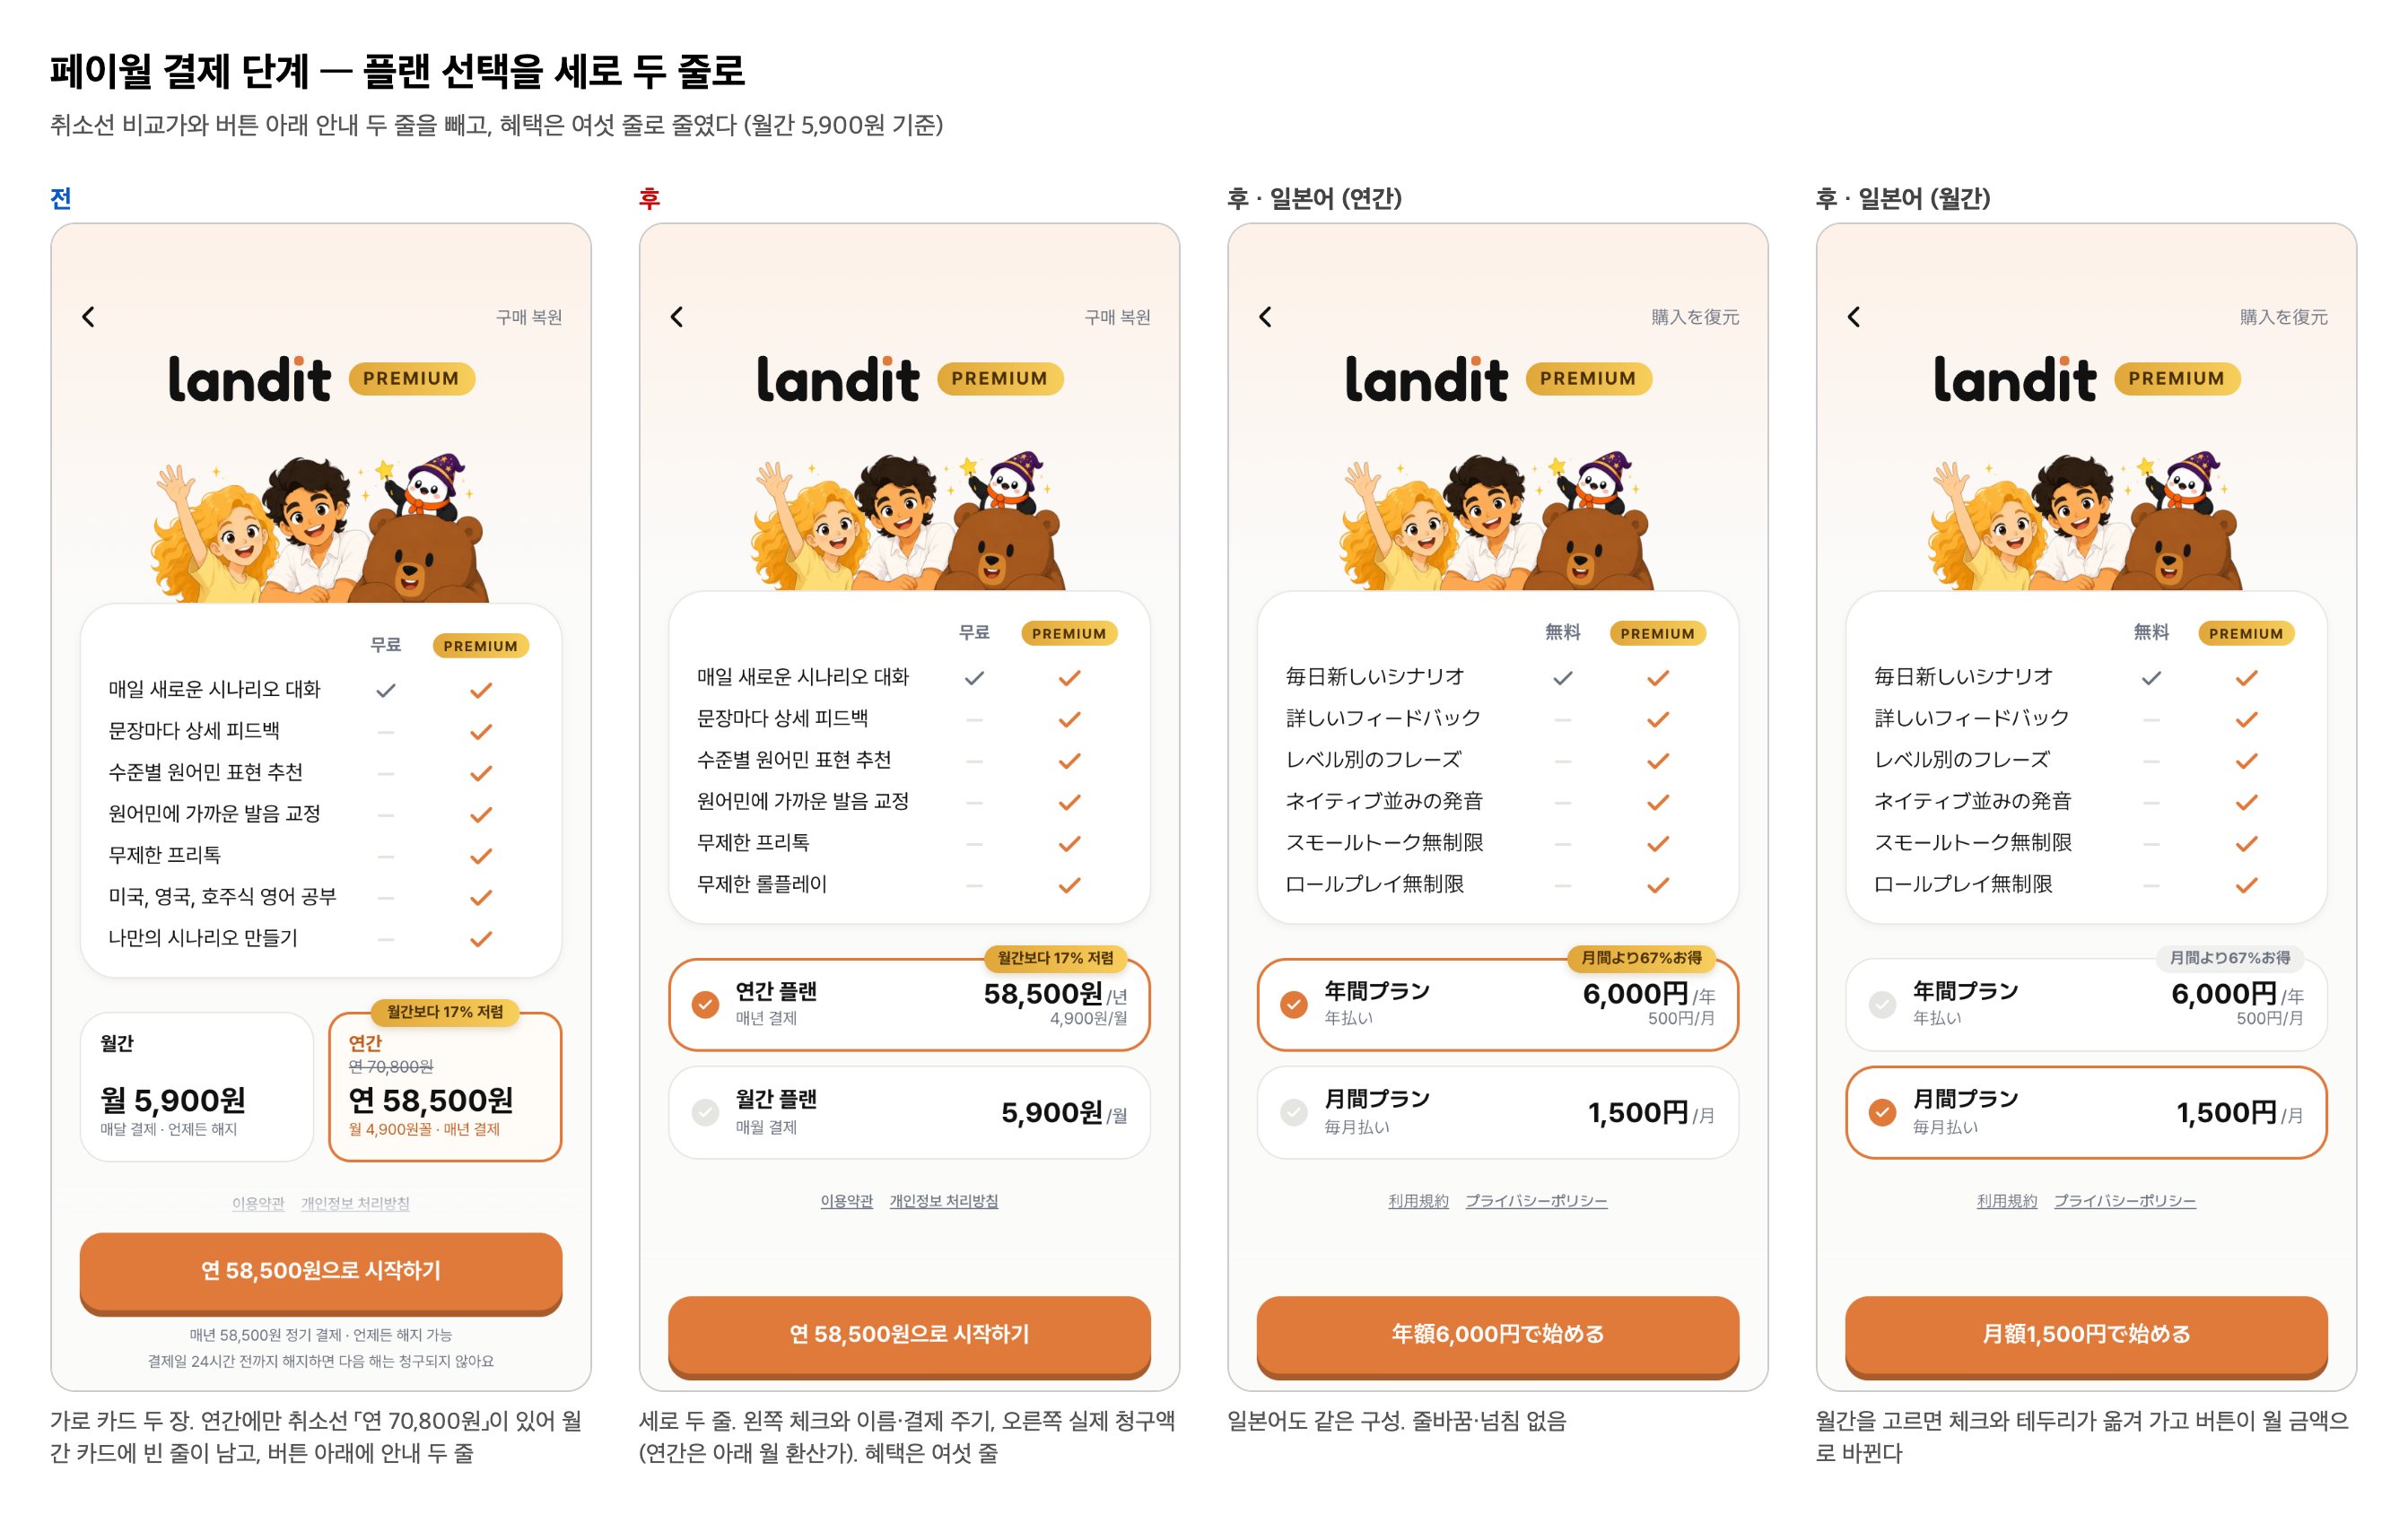 페이월 결제 단계 — 플랜 선택을 세로 두 줄로
취소선 비교가와 버튼 아래 안내 두 줄을 빼고, 혜택은 여섯 줄로 줄였다 (월간 5,900원 기준)
전
구매 복원
landit PREMIUM
무료 PREMIUM
매일 새로운 시나리오 대화
문장마다 상세 피드백
수준별 원어민 표현 추천
원어민에 가까운 발음 교정
무제한 프리톡
미국, 영국, 호주식 영어 공부
나만의 시나리오 만들기
월간
월 5,900원
매달 결제 · 언제든 해지
월간보다 17% 저렴
연간
연 70,800원
연 58,500원
월 4,900원꼴 · 매년 결제
이용약관 개인정보 처리방침
연 58,500원으로 시작하기
매년 58,500원 정기 결제 · 언제든 해지 가능
결제일 24시간 전까지 해지하면 다음 해는 청구되지 않아요
가로 카드 두 장. 연간에만 취소선 「연 70,800원」이 있어 월
간 카드에 빈 줄이 남고, 버튼 아래에 안내 두 줄
후
구매 복원
landit PREMIUM
무료 PREMIUM
매일 새로운 시나리오 대화
문장마다 상세 피드백
수준별 원어민 표현 추천
원어민에 가까운 발음 교정
무제한 프리톡
무제한 롤플레이
월간보다 17% 저렴
연간 플랜 58,500원/년
매년 결제 4,900원/월
월간 플랜 5,900원/월
매월 결제
이용약관 개인정보 처리방침
연 58,500원으로 시작하기
세로 두 줄. 왼쪽 체크와 이름·결제 주기, 오른쪽 실제 청구액
(연간은 아래 월 환산가). 혜택은 여섯 줄
후 · 일본어 (연간)
購入を復元
landit PREMIUM
無料 PREMIUM
毎日新しいシナリオ
詳しいフィードバック
レベル別のフレーズ
ネイティブ並みの発音
スモールトーク無制限
ロールプレイ無制限
月間より67%お得
年間プラン 6,000円/年
年払い 500円/月
月間プラン 1,500円/月
毎月払い
利用規約 プライバシーポリシー
年額6,000円で始める
일본어도 같은 구성. 줄바꿈·넘침 없음
후 · 일본어 (월간)
購入を復元
landit PREMIUM
無料 PREMIUM
毎日新しいシナリオ
詳しいフィードバック
レベル別のフレーズ
ネイティブ並みの発音
スモールトーク無制限
ロールプレイ無制限
月間より67%お得
年間プラン 6,000円/年
年払い 500円/月
月間プラン 1,500円/月
毎月払い
利用規約 プライバシーポリシー
月額1,500円で始める
월간을 고르면 체크와 테두리가 옮겨 가고 버튼이 월 금액으
로 바뀐다